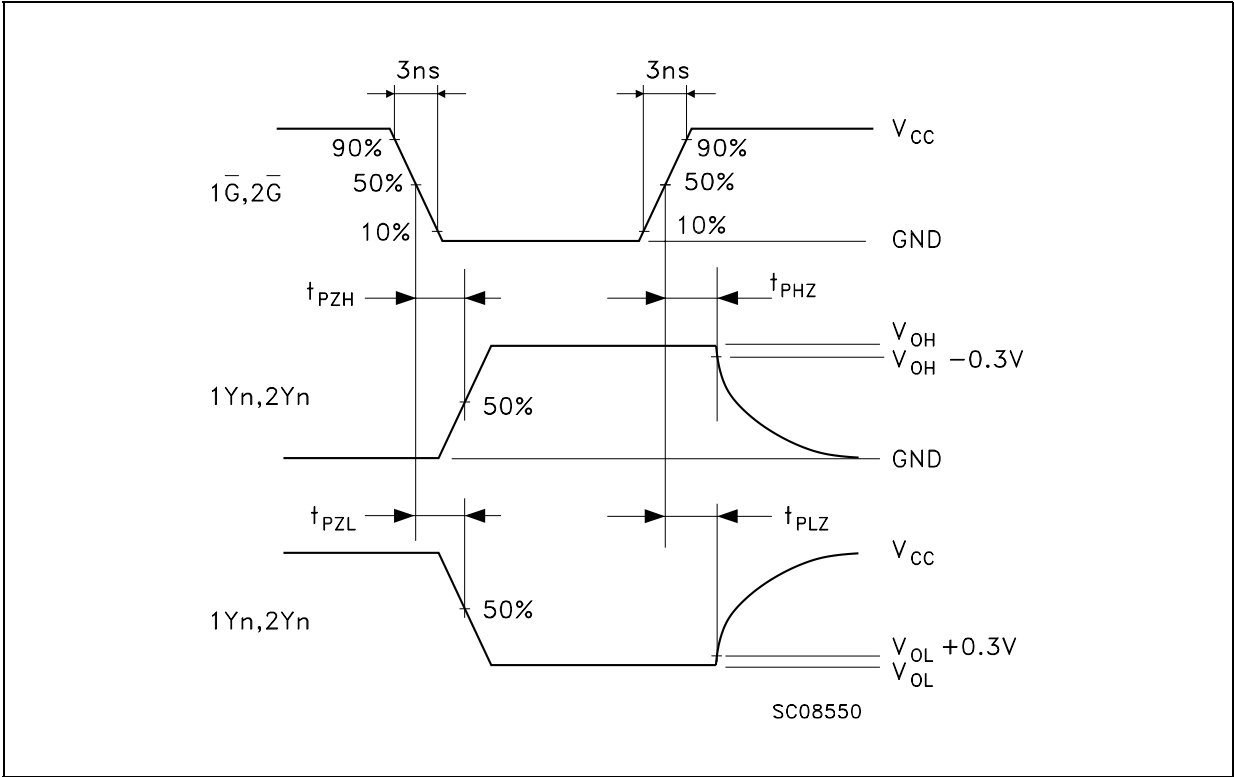 3ns 3ns
V_CC
90% 90%
1G̅,2G̅ 50% 50%
10% 10%
GND
t_PZH t_PHZ
V_OH
V_OH −0.3V
1Yn,2Yn 50%
GND
t_PZL t_PLZ
V_CC
1Yn,2Yn 50%
V_OL +0.3V
V_OL
SC08550